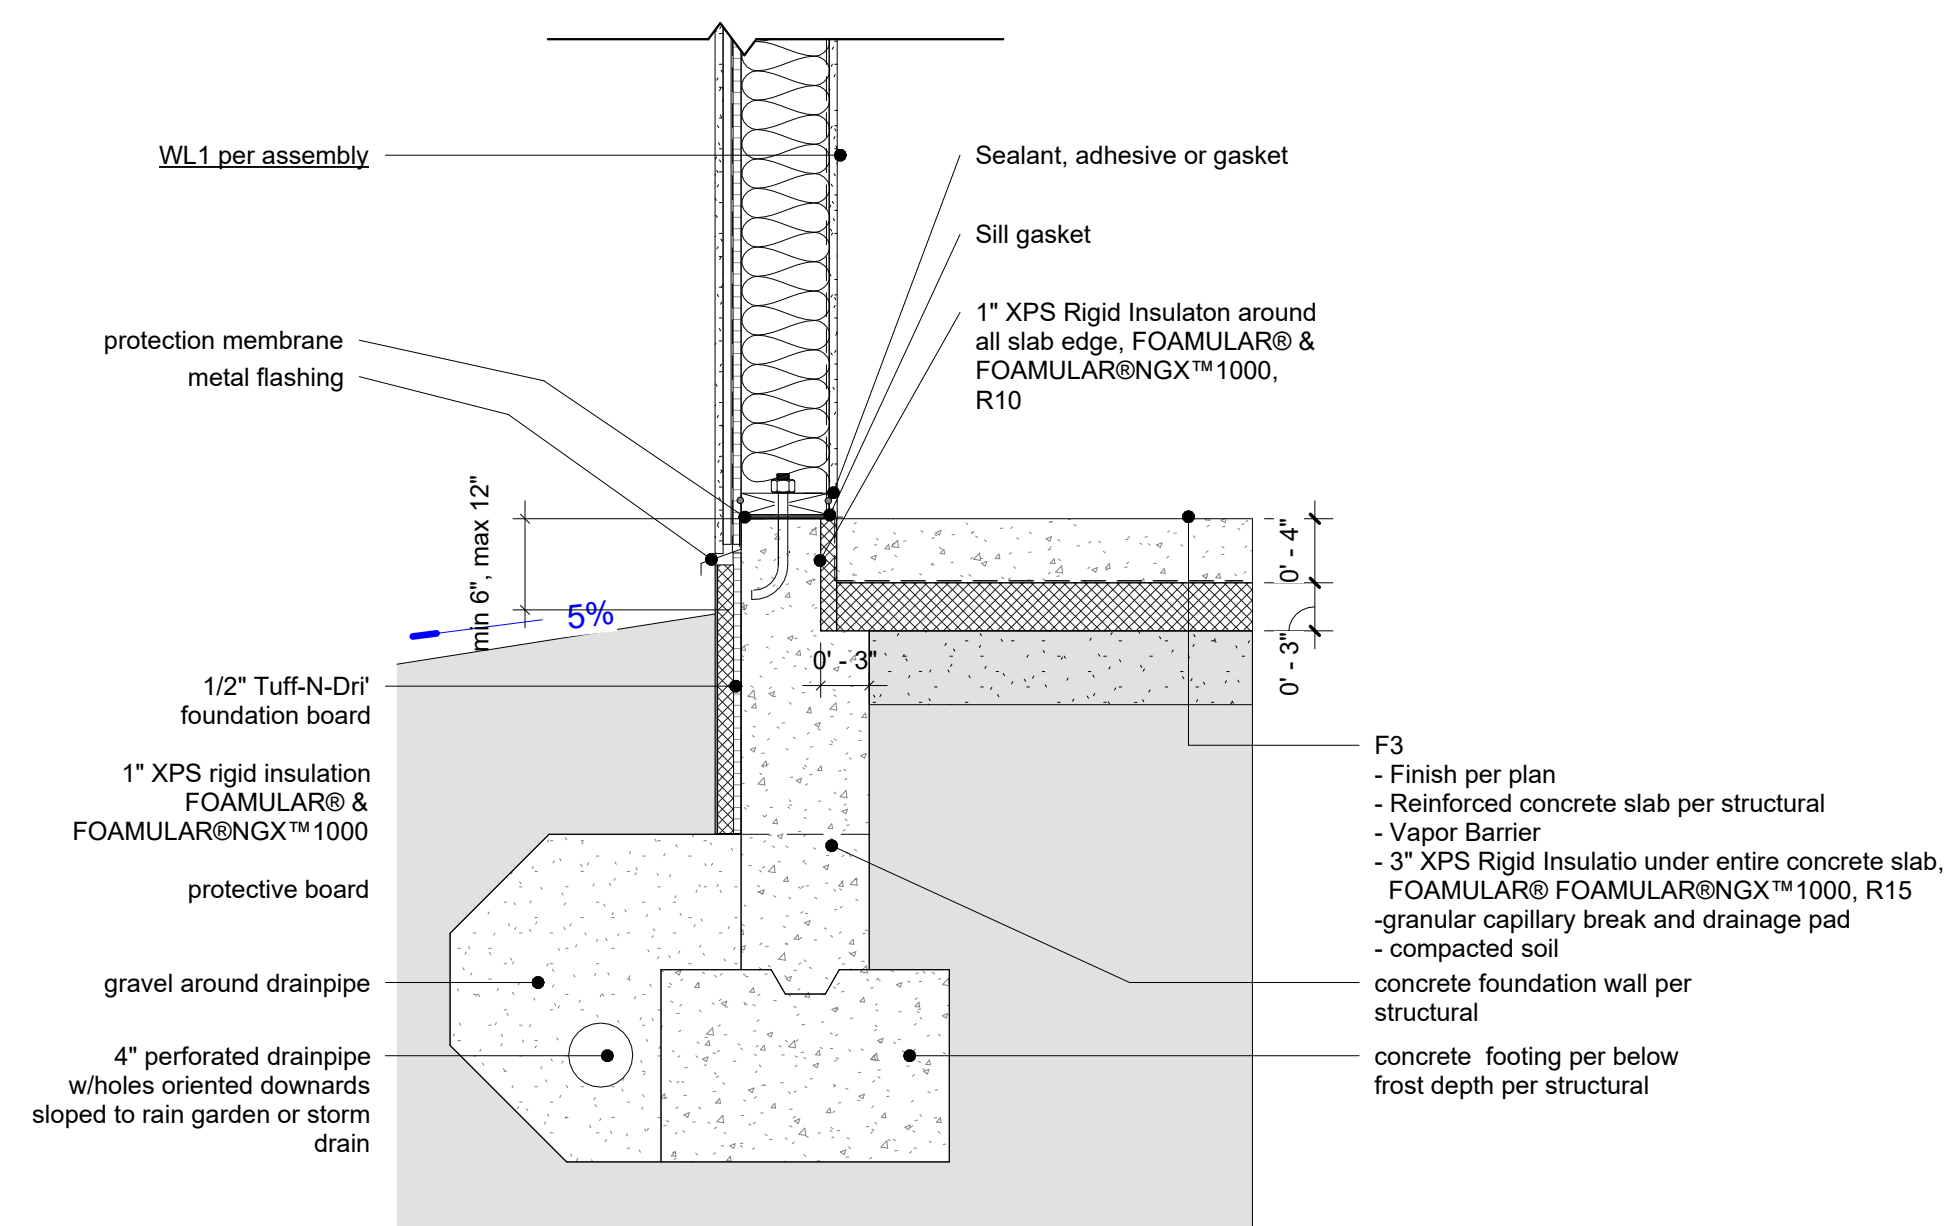 WL1 per assembly
protection membrane
metal flashing
min 6", max 12"
5%
1/2" Tuff-N-Dri'
foundation board
1" XPS rigid insulation
FOAMULAR® &
FOAMULAR®NGX™1000
protective board
gravel around drainpipe
4" perforated drainpipe
w/holes oriented downards
sloped to rain garden or storm
drain
Sealant, adhesive or gasket
Sill gasket
1" XPS Rigid Insulaton around
all slab edge, FOAMULAR® &
FOAMULAR®NGX™1000,
R10
0' - 4"
0' - 3"
0' - 3"
F3
- Finish per plan
- Reinforced concrete slab per structural
- Vapor Barrier
- 3" XPS Rigid Insulatio under entire concrete slab,
FOAMULAR® FOAMULAR®NGX™1000, R15
-granular capillary break and drainage pad
- compacted soil
concrete foundation wall per
structural
concrete  footing per below
frost depth per structural